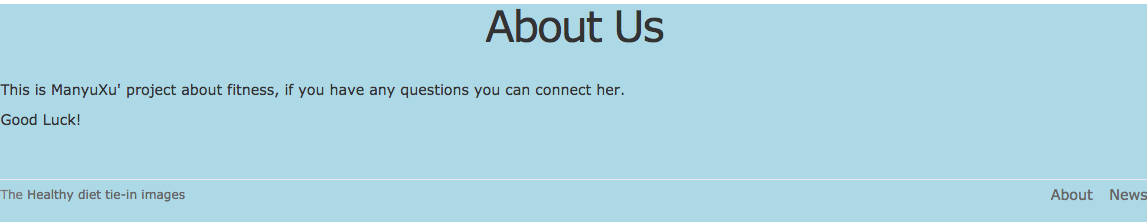 About Us
This is ManyuXu' project about fitness, if you have any questions you can connect her.
Good Luck!
The Healthy diet tie-in images
About News